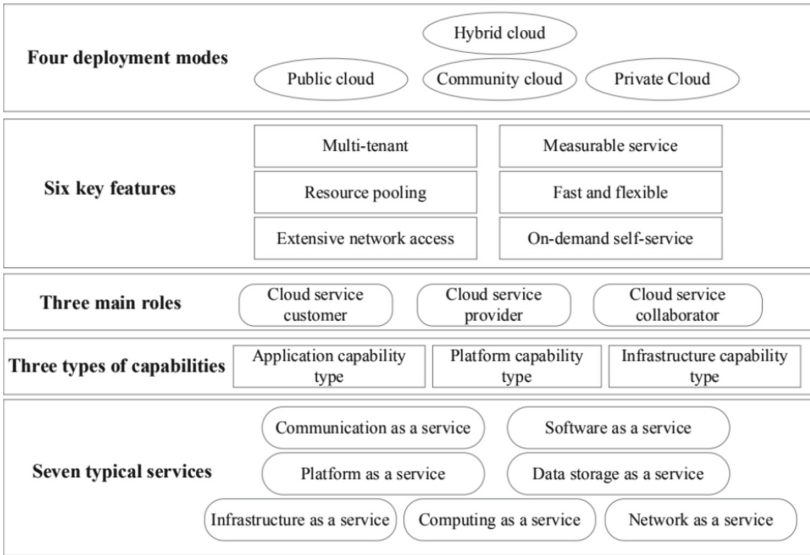 Four deployment modes
Hybrid cloud
Public cloud
Community cloud
Private Cloud
Six key features
Multi-tenant
Measurable service
Resource pooling
Fast and flexible
Extensive network access
On-demand self-service
Three main roles
Cloud service
customer
Cloud service
provider
Cloud service
collaborator
Three types of capabilities
Application capability
type
Platform capability
type
Infrastructure capability
type
Seven typical services
Communication as a service
Software as a service
Platform as a service
Data storage as a service
Infrastructure as a service
Computing as a service
Network as a service